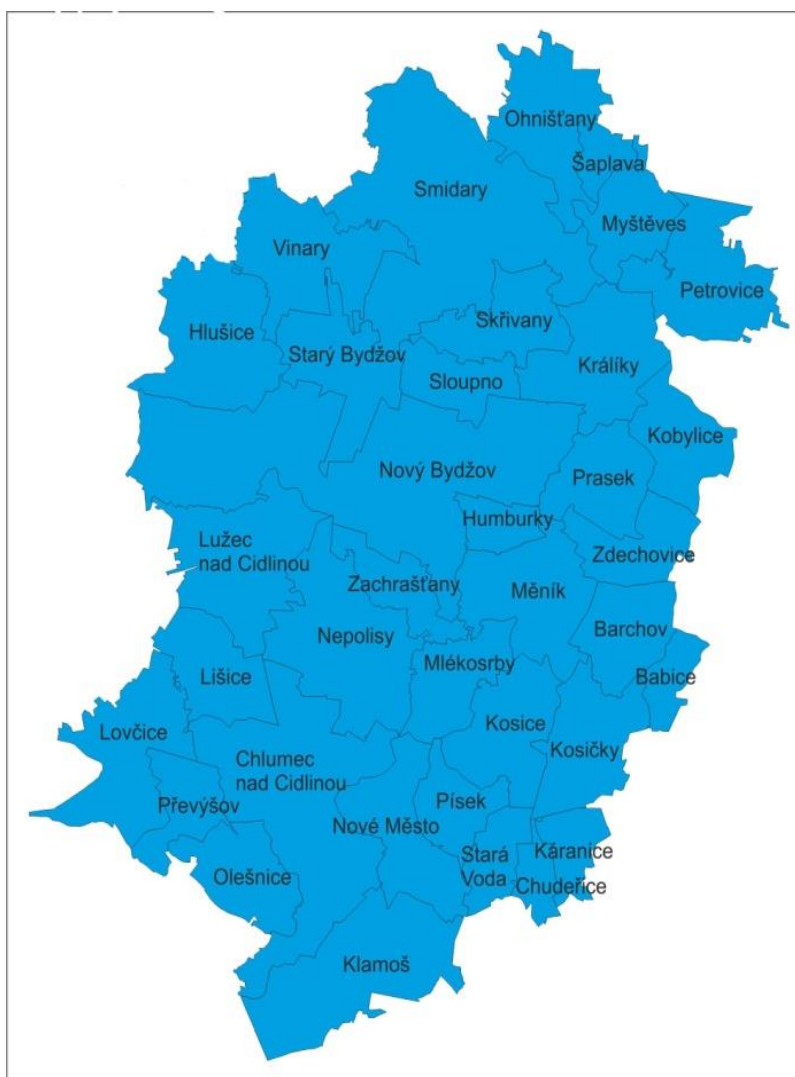 Ohnišťany
Šaplava
Smidary
Myštěves
Vinary
Petrovice
Skřivany
Hlušice
Starý Bydžov
Králíky
Sloupno
Kobylice
Nový Bydžov
Prasek
Humburky
Lužec
nad Cidlinou
Zdechovice
Zachrašťany
Měník
Nepolisy
Barchov
Mlékosrby
Lišice
Babice
Kosice
Lovčice
Kosičky
Chlumec
nad Cidlinou
Převýšov
Písek
Nové Město
Stará
Voda
Káranice
Olešnice
Chudeřice
Klamoš